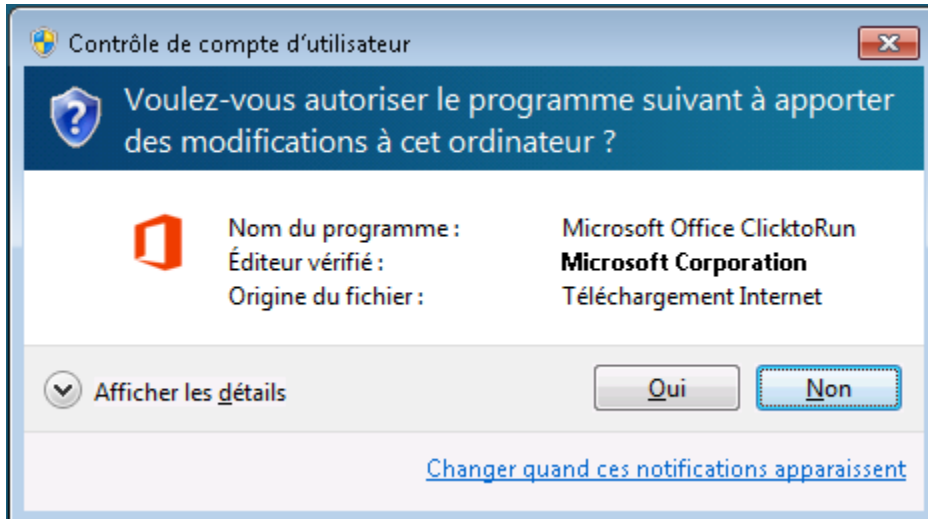 Contrôle de compte d'utilisateur
Voulez-vous autoriser le programme suivant à apporter
des modifications à cet ordinateur ?
Nom du programme : Microsoft Office ClicktoRun
Éditeur vérifié : Microsoft Corporation
Origine du fichier : Téléchargement Internet
Afficher les détails Oui Non
Changer quand ces notifications apparaissent